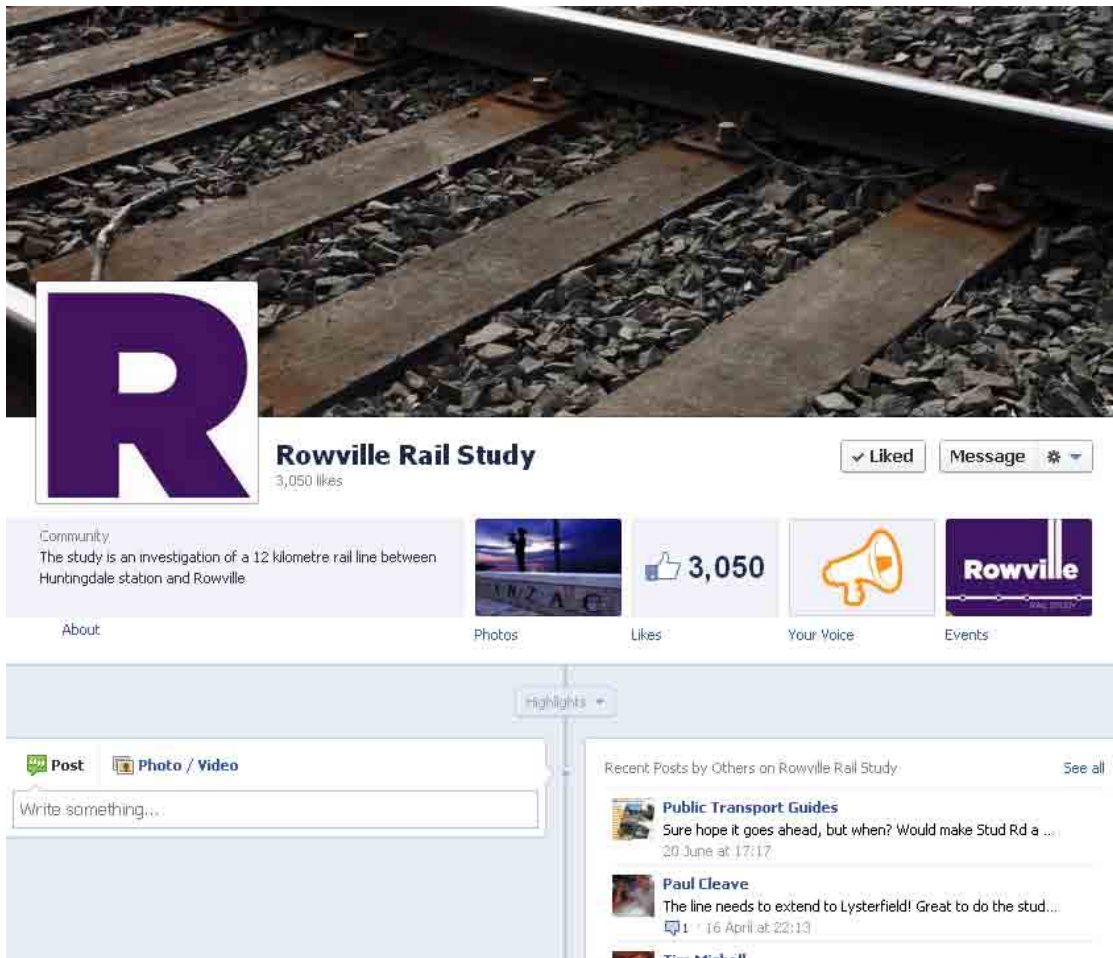 R
Rowville Rail Study
3,050 likes
Liked
Message
Community
The study is an investigation of a 12 kilometre rail line between
Huntingdale station and Rowville
About
ANZAC
Photos
3,050
Likes
Your Voice
Rowville
RAIL STUDY
Events
Highlights
Post
Photo / Video
Write something...
Recent Posts by Others on Rowville Rail Study
See all
Public Transport Guides
Sure hope it goes ahead, but when? Would make Stud Rd a ...
20 June at 17:17
Paul Cleave
The line needs to extend to Lysterfield! Great to do the stud...
1 · 16 April at 22:13